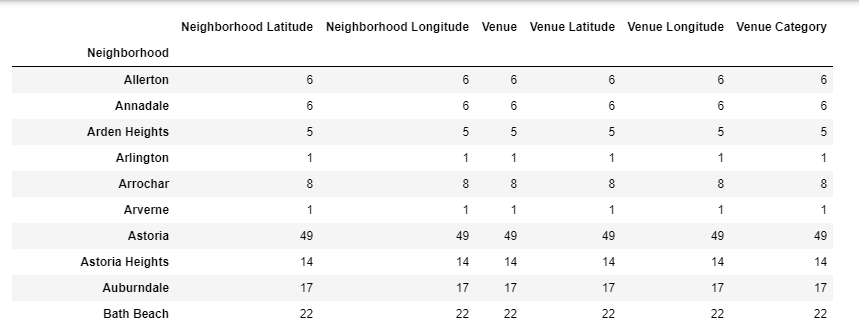 Neighborhood Latitude Neighborhood Longitude Venue Venue Latitude Venue Longitude Venue Category
Neighborhood
Allerton 6 6 6 6 6 6
Annadale 6 6 6 6 6 6
Arden Heights 5 5 5 5 5 5
Arlington 1 1 1 1 1 1
Arrochar 8 8 8 8 8 8
Arverne 1 1 1 1 1 1
Astoria 49 49 49 49 49 49
Astoria Heights 14 14 14 14 14 14
Auburndale 17 17 17 17 17 17
Bath Beach 22 22 22 22 22 22